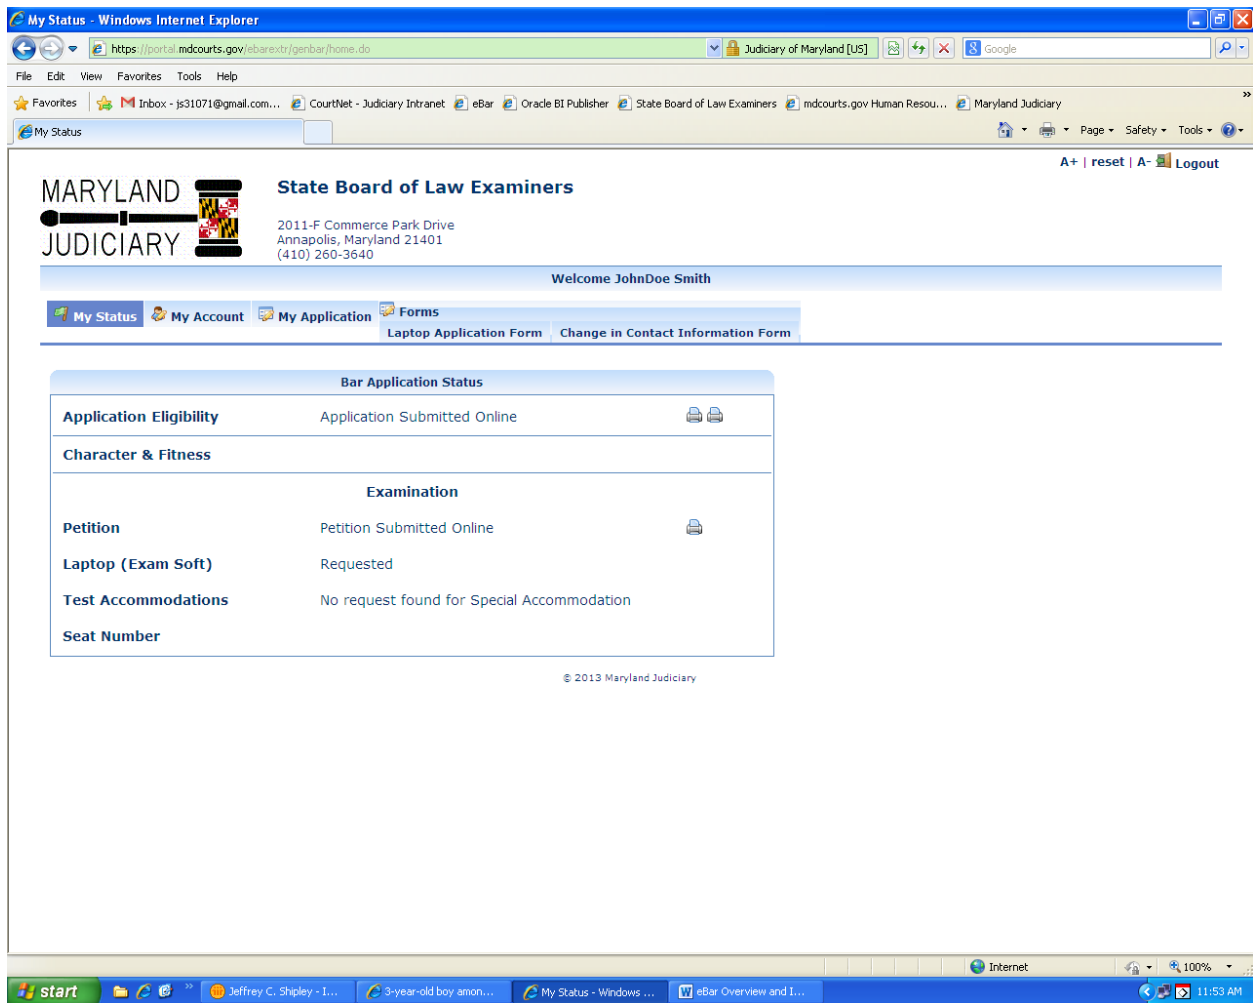 My Status - Windows Internet Explorer
https://portal.mdcourts.gov/ebarextr/genbar/home.do Judiciary of Maryland [US] Google
File Edit View Favorites Tools Help
Favorites Inbox - js31071@gmail.com... CourtNet - Judiciary Intranet eBar Oracle BI Publisher State Board of Law Examiners mdcourts.gov Human Resou... Maryland Judiciary »
My Status Page Safety Tools
A+ | reset | A- Logout
MARYLAND
JUDICIARY
State Board of Law Examiners
2011-F Commerce Park Drive
Annapolis, Maryland 21401
(410) 260-3640
Welcome JohnDoe Smith
My Status My Account My Application Forms
Laptop Application Form Change in Contact Information Form
Bar Application Status
Application Eligibility Application Submitted Online
Character & Fitness
Examination
Petition Petition Submitted Online
Laptop (Exam Soft) Requested
Test Accommodations No request found for Special Accommodation
Seat Number
© 2013 Maryland Judiciary
Internet 100%
start » Jeffrey C. Shipley - I... 3-year-old boy amon... My Status - Windows ... eBar Overview and I... 11:53 AM